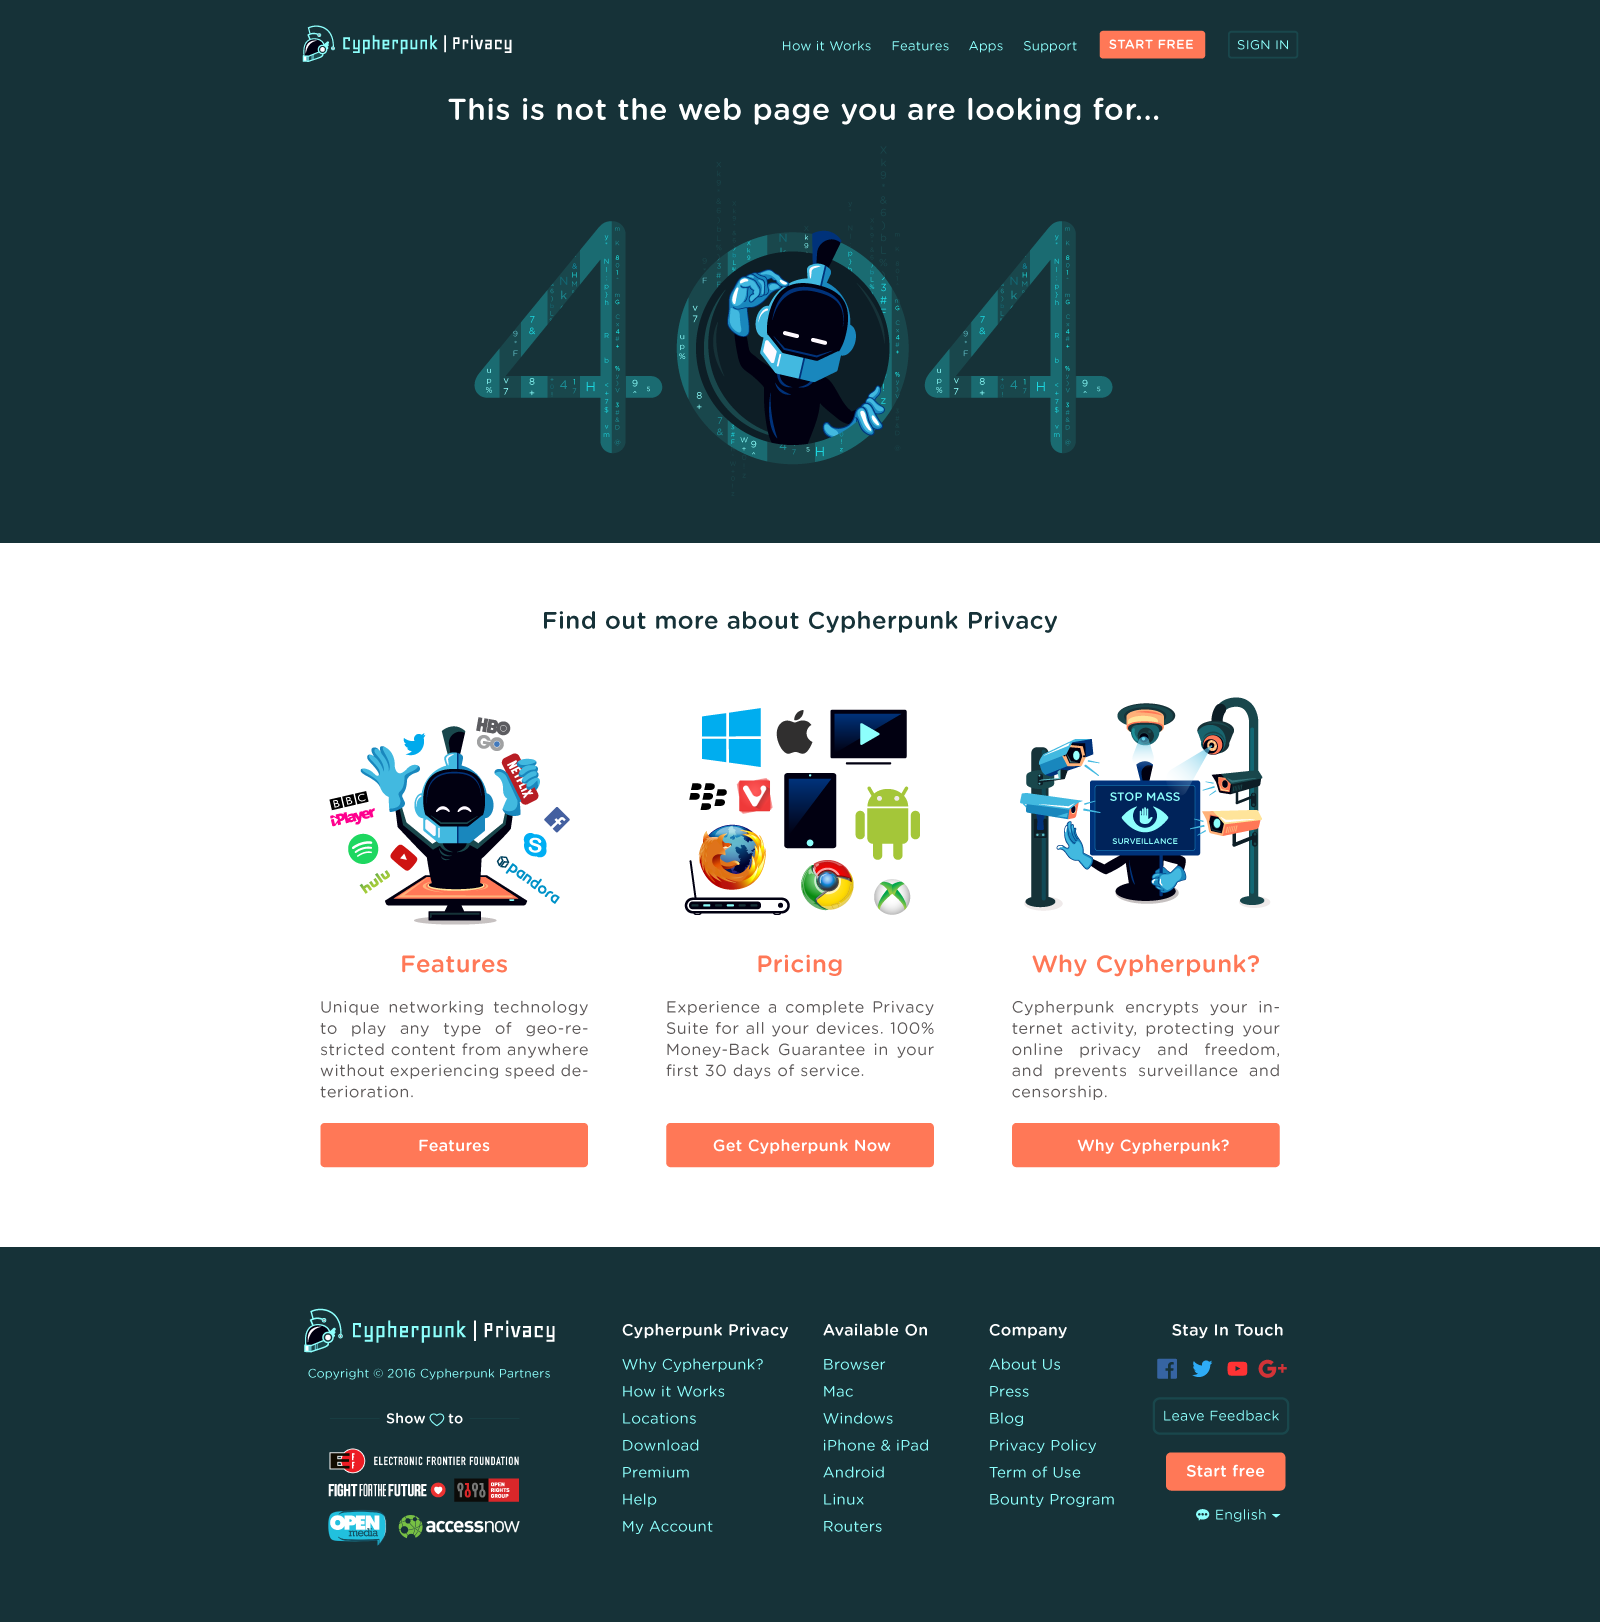 Cypherpunk | Privacy
How it Works Features Apps Support START FREE SIGN IN
This is not the web page you are looking for...
404
Find out more about Cypherpunk Privacy
HBO
GO
NETFLIX
BBC
iPlayer
hulu
pandora
STOP MASS
SURVEILLANCE
Features
Unique networking technology
to play any type of geo-re-
stricted content from anywhere
without experiencing speed de-
terioration.
Features
Pricing
Experience a complete Privacy
Suite for all your devices. 100%
Money-Back Guarantee in your
first 30 days of service.
Get Cypherpunk Now
Why Cypherpunk?
Cypherpunk encrypts your in-
ternet activity, protecting your
online privacy and freedom,
and prevents surveillance and
censorship.
Why Cypherpunk?
Cypherpunk | Privacy
Copyright © 2016 Cypherpunk Partners
Show to
EFF ELECTRONIC FRONTIER FOUNDATION
FIGHT FOR THE FUTURE
OPEN
RIGHTS
GROUP
OPEN
media
accessnow
Cypherpunk Privacy
Why Cypherpunk?
How it Works
Locations
Download
Premium
Help
My Account
Available On
Browser
Mac
Windows
iPhone & iPad
Android
Linux
Routers
Company
About Us
Press
Blog
Privacy Policy
Term of Use
Bounty Program
Stay In Touch
Leave Feedback
Start free
English